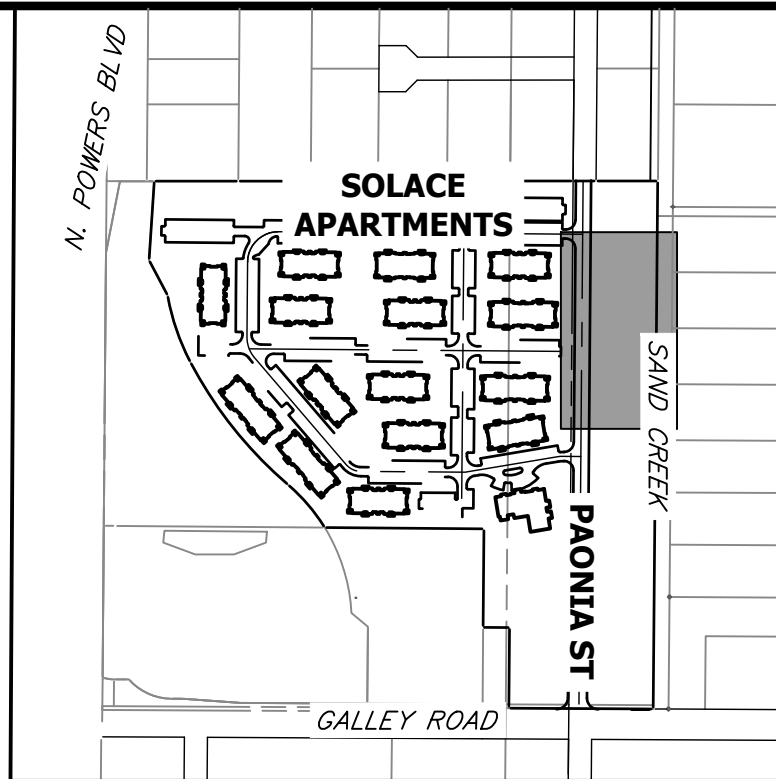 N. POWERS BLVD
SOLACE
APARTMENTS
SAND CREEK
PAONIA ST
GALLEY ROAD